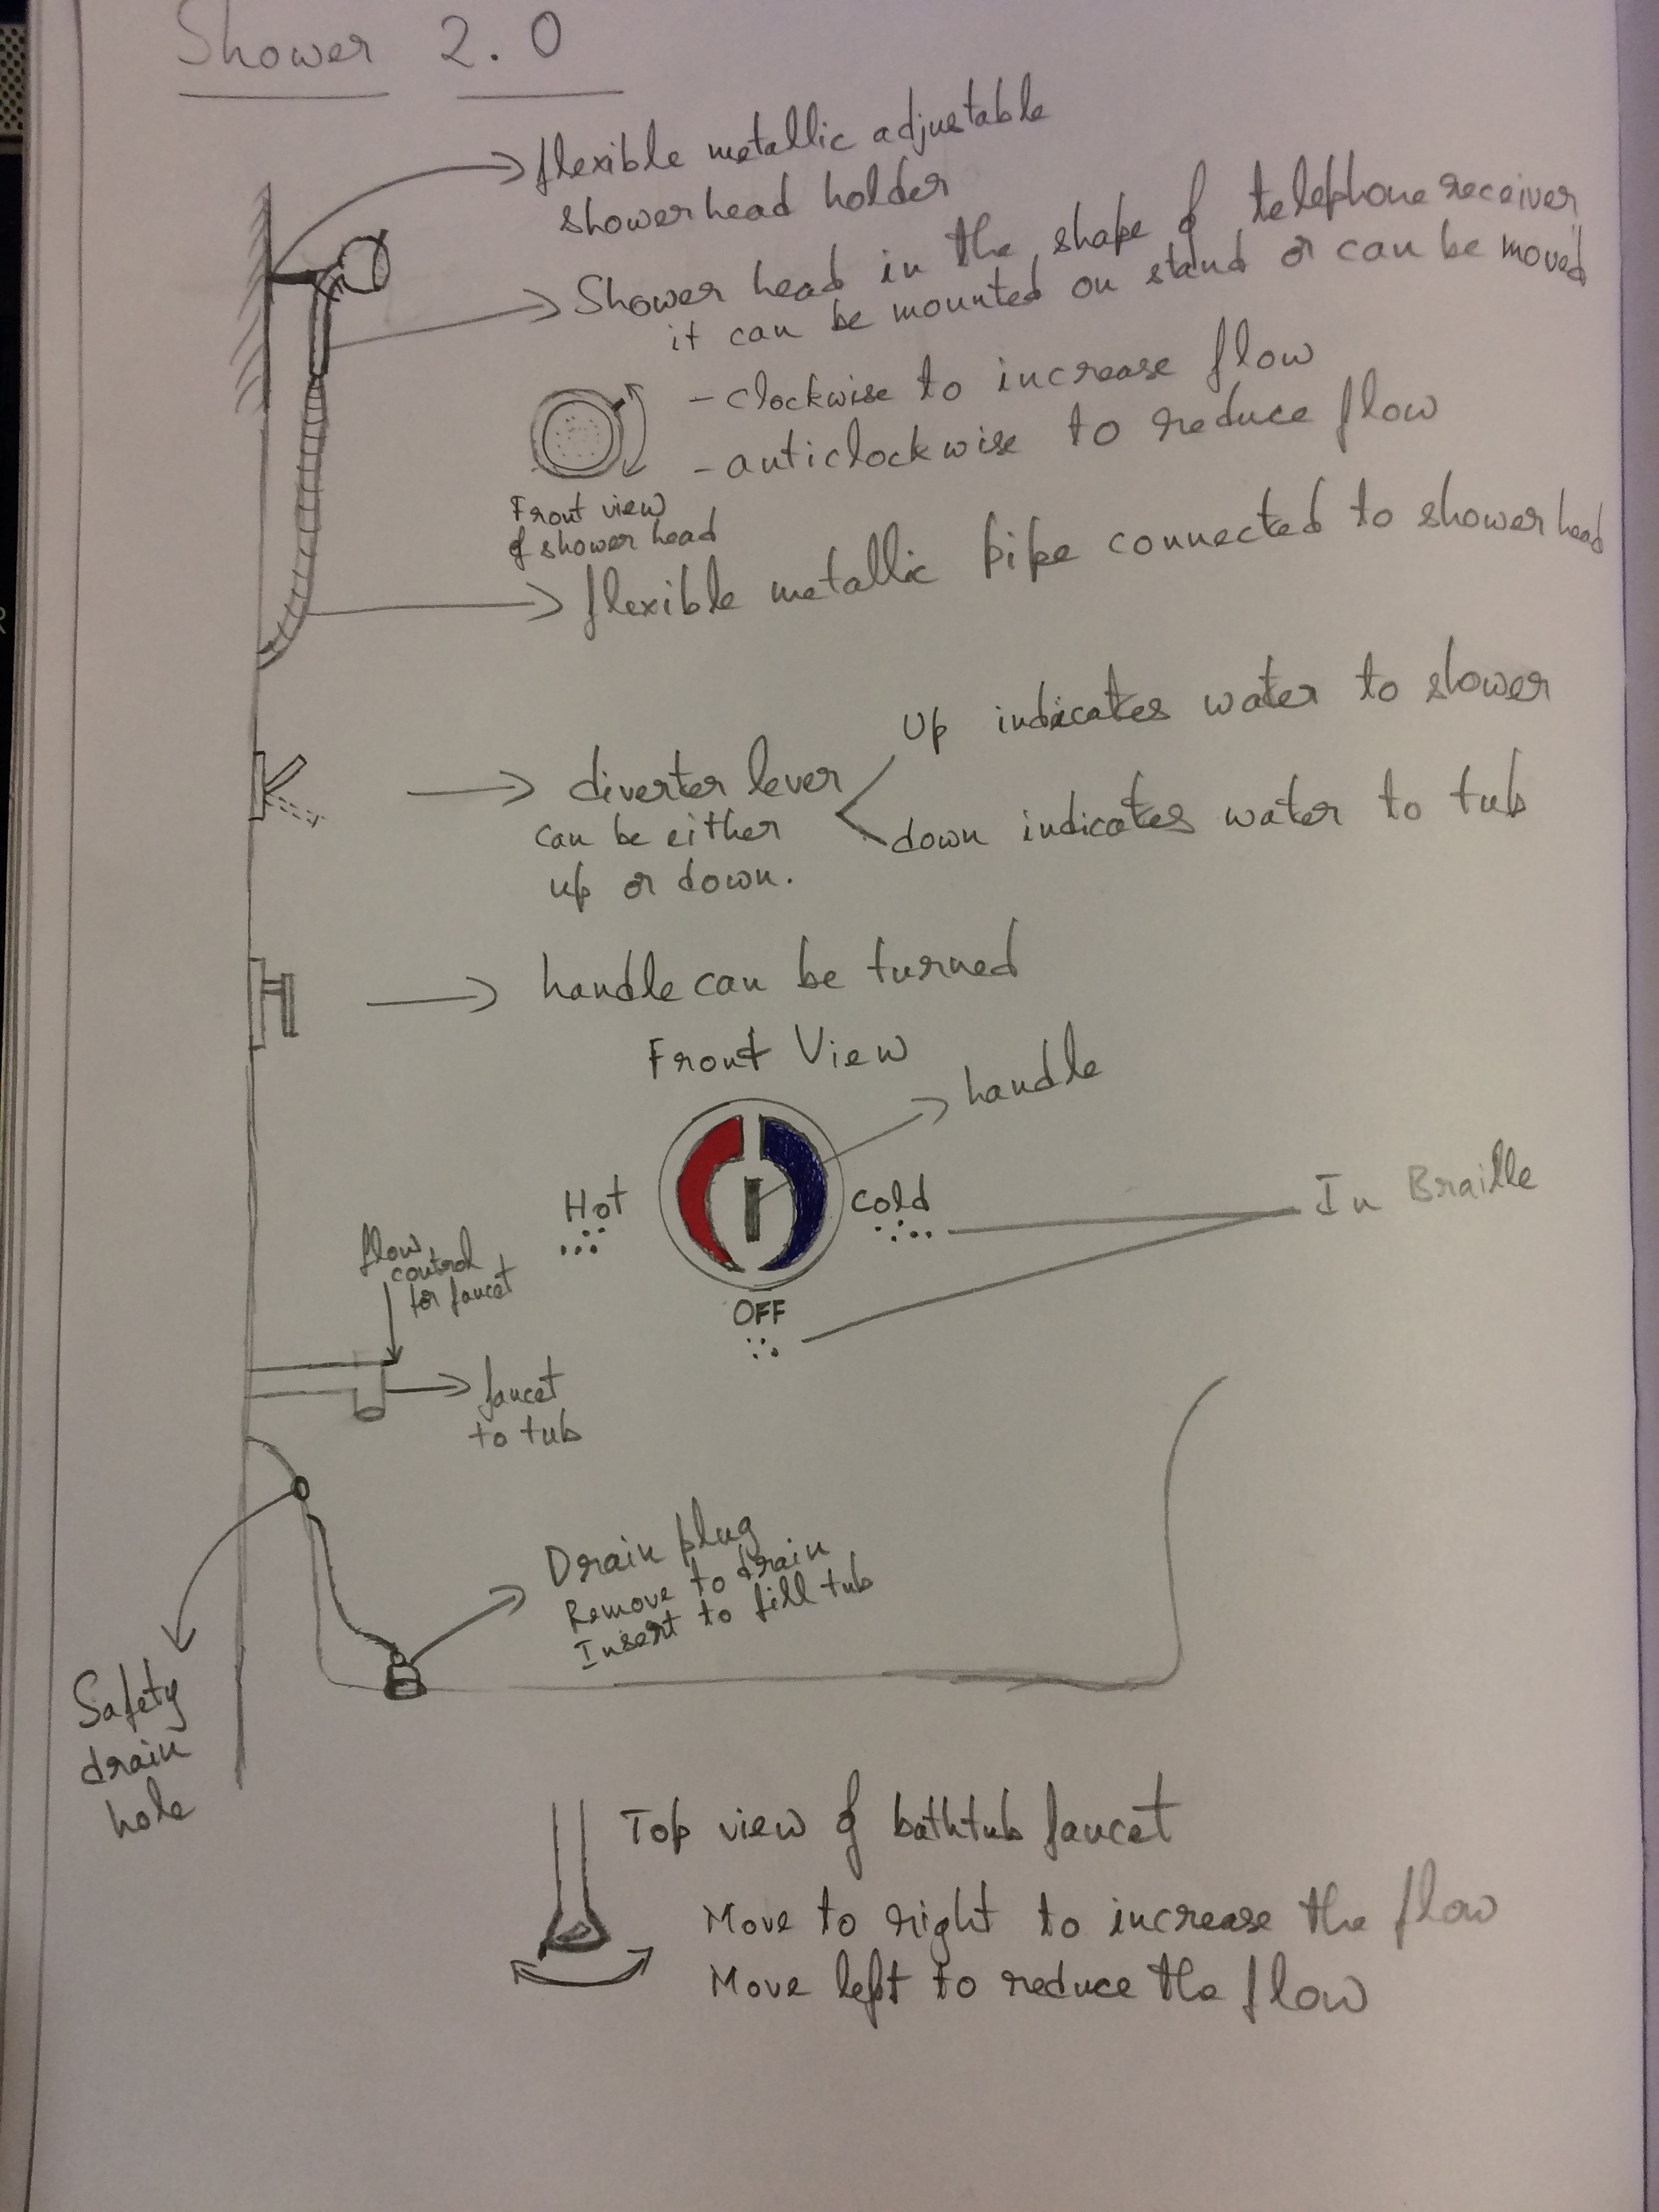 Shower 2.0
flexible metallic adjustable
showerhead holder
Shower head in the shape of telephone receiver
it can be mounted on stand or can be moved
- clockwise to increase flow
- anticlockwise to reduce flow
Front view
of shower head
flexible metallic pipe connected to shower head
Up indicates water to shower
diverter lever
can be either
up or down.
down indicates water to tub
handle can be turned
Front View
handle
Hot
Cold
In Braille
OFF
flow
control
for faucet
faucet
to tub
Drain plug
Remove to drain
Insert to fill tub
Safety
drain
hole
Top view of bathtub faucet
Move to right to increase the flow
Move left to reduce the flow